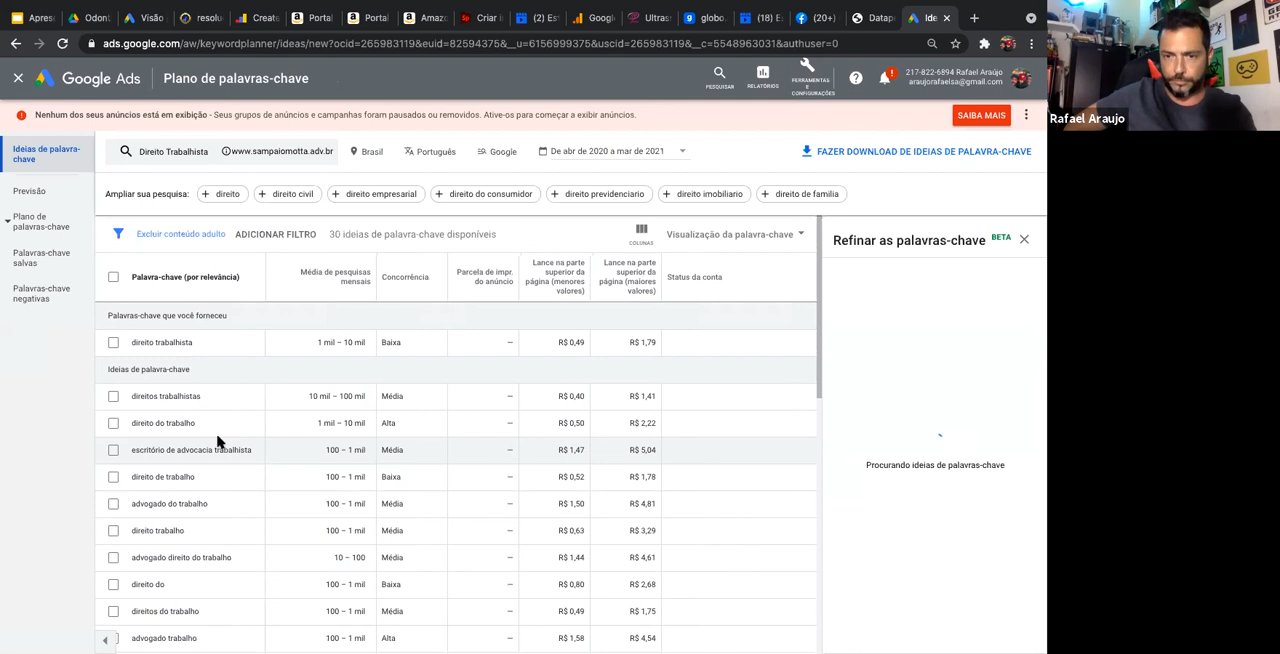 Apres
Odont
Visão
resolu
Create
Portal
Portal
Amazo
Criar i
(2) Es
Googl
Ultras
globo.
(18) E
(20+)
Datapo
Ide
ads.google.com/aw/keywordplanner/ideas/new?ocid=265983119&euid=82594375&__u=6156999375&uscid=265983119&__c=5548963031&authuser=0
Google Ads
Plano de palavras-chave
PESQUISAR
RELATÓRIOS
FERRAMENTAS
E
CONFIGURAÇÕES
217-822-6894 Rafael Araújo
araujorafaelsa@gmail.com
Rafael Araujo
Nenhum dos seus anúncios está em exibição - Seus grupos de anúncios e campanhas foram pausados ou removidos. Ative-os para começar a exibir anúncios.
SAIBA MAIS
Ideias de palavra-
chave
Previsão
Plano de
palavras-chave
Palavras-chave
salvas
Palavras-chave
negativas
Direito Trabalhista
www.sampaiomotta.adv.br
Brasil
Português
Google
De abr de 2020 a mar de 2021
FAZER DOWNLOAD DE IDEIAS DE PALAVRA-CHAVE
Ampliar sua pesquisa:
+ direito
+ direito civil
+ direito empresarial
+ direito do consumidor
+ direito previdenciario
+ direito imobiliario
+ direito de familia
Excluir conteúdo adulto
ADICIONAR FILTRO
30 ideias de palavra-chave disponíveis
COLUNAS
Visualização da palavra-chave
Palavra-chave (por relevância)
Média de pesquisas
mensais
Concorrência
Parcela de impr.
do anúncio
Lance na parte
superior da
página (menores
valores)
Lance na parte
superior da
página (maiores
valores)
Status da conta
Palavras-chave que você forneceu
direito trabalhista 1 mil – 10 mil Baixa – R$ 0,49 R$ 1,79
Ideias de palavra-chave
direitos trabalhistas 10 mil – 100 mil Média – R$ 0,40 R$ 1,41
direito do trabalho 1 mil – 10 mil Alta – R$ 0,50 R$ 2,22
escritório de advocacia trabalhista 100 – 1 mil Média – R$ 1,47 R$ 5,04
direito de trabalho 100 – 1 mil Baixa – R$ 0,52 R$ 1,78
advogado do trabalho 100 – 1 mil Média – R$ 1,50 R$ 4,81
direito trabalho 100 – 1 mil Média – R$ 0,63 R$ 3,29
advogado direito do trabalho 10 – 100 Média – R$ 1,44 R$ 4,61
direito do 100 – 1 mil Baixa – R$ 0,80 R$ 2,68
direitos do trabalho 100 – 1 mil Média – R$ 0,49 R$ 1,75
advogado trabalho 100 – 1 mil Alta – R$ 1,58 R$ 4,54
Refinar as palavras-chave BETA
Procurando ideias de palavras-chave